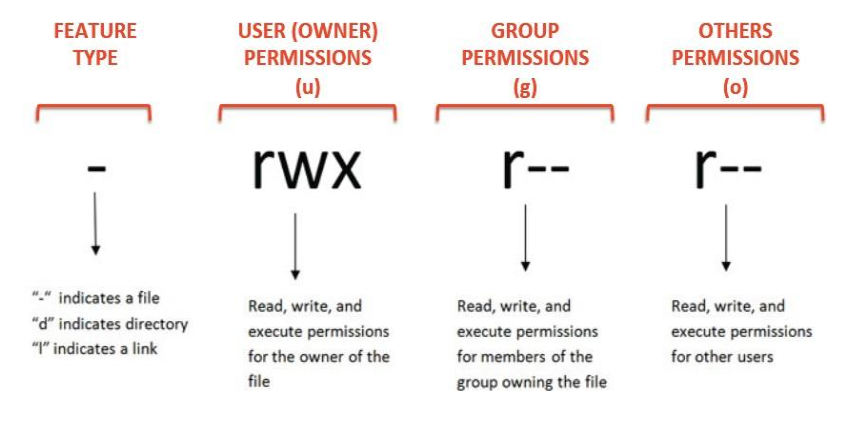 FEATURE
TYPE
USER (OWNER)
PERMISSIONS
(u)
GROUP
PERMISSIONS
(g)
OTHERS
PERMISSIONS
(o)
-
rwx
r--
r--
"-" indicates a file
"d" indicates directory
"l" indicates a link
Read, write, and
execute permissions
for the owner of the
file
Read, write, and
execute permissions
for members of the
group owning the file
Read, write, and
execute permissions
for other users